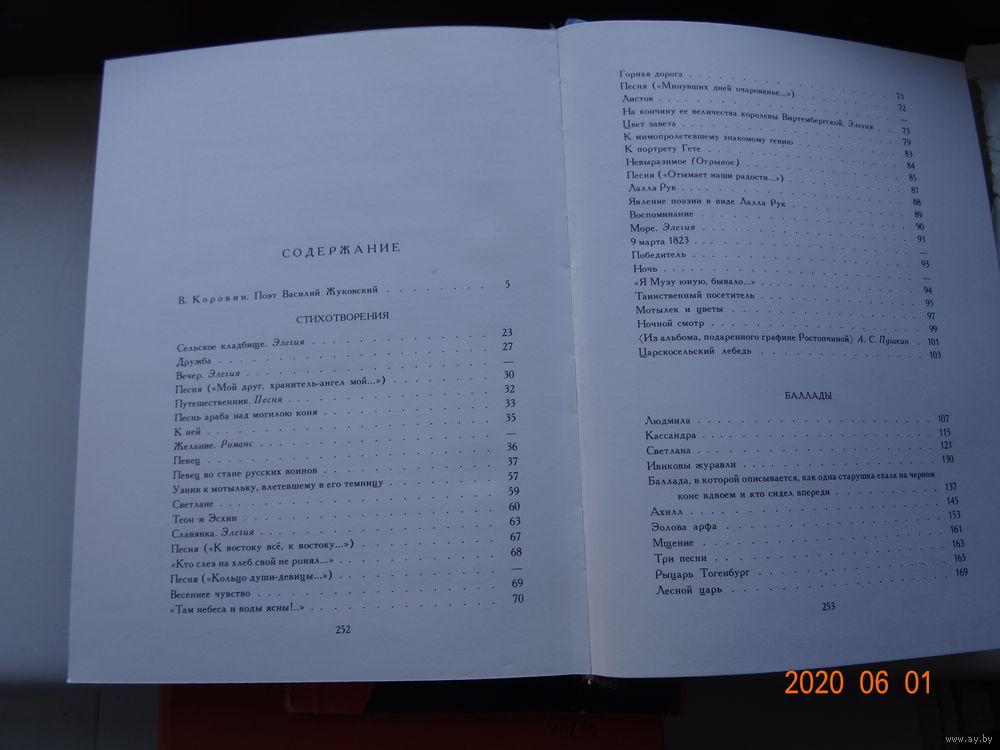 СОДЕРЖАНИЕ
В. Коровин. Поэт Василий Жуковский . . . . . . . . 5
СТИХОТВОРЕНИЯ
Сельское кладбище. Элегия . . . . . . . . 23
Дружба . . . . . . . . 27
Вечер. Элегия . . . . . . . . —
Песня («Мой друг, хранитель-ангел мой...») . . . . . . . . 30
Путешественник. Песня . . . . . . . . 32
Песнь араба над могилою коня . . . . . . . . 33
К ней . . . . . . . . 35
Желание. Романс . . . . . . . . —
Певец . . . . . . . . 36
Певец во стане русских воинов . . . . . . . . 37
Узник к мотыльку, влетевшему в его темницу . . . . . . . . 57
Светлане . . . . . . . . 59
Теон и Эсхин . . . . . . . . 60
Славянка. Элегия . . . . . . . . 63
Песня («К востоку всё, к востоку...») . . . . . . . . 67
«Кто слез на хлеб свой не ронял...» . . . . . . . . 68
Песня («Кольцо души-девицы...») . . . . . . . . —
Весеннее чувство . . . . . . . . 69
«Там небеса и воды ясны!..» . . . . . . . . 70
252
Горная дорога . . . . . . . . 71
Песня («Минувших дней очарованье...») . . . . . . . . 72
Листок . . . . . . . . —
На кончину ее величества королевы Виртембергской. Элегия . . . . 73
Цвет завета . . . . . . . . 79
К мимопролетевшему знакомому гению . . . . . . . . 83
К портрету Гете . . . . . . . . 84
Невыразимое (Отрывок) . . . . . . . . 85
Песня («Отымает наши радости...») . . . . . . . . 87
Лалла Рук . . . . . . . . 88
Явление поэзии в виде Лалла Рук . . . . . . . . 89
Воспоминание . . . . . . . . 90
Море. Элегия . . . . . . . . 91
9 марта 1823 . . . . . . . . —
Победитель . . . . . . . . 93
Ночь . . . . . . . . —
«Я Музу юную, бывало...» . . . . . . . . 94
Таинственный посетитель . . . . . . . . 95
Мотылек и цветы . . . . . . . . 97
Ночной смотр . . . . . . . . 99
⟨Из альбома, подаренного графине Ростопчиной⟩ А. С. Пушкин . 101
Царскосельский лебедь . . . . . . . . 103
БАЛЛАДЫ
Людмила . . . . . . . . 107
Кассандра . . . . . . . . 115
Светлана . . . . . . . . 121
Ивиковы журавли . . . . . . . . 130
Баллада, в которой описывается, как одна старушка ехала на черном
коне вдвоем и кто сидел впереди . . . . . . . . 137
Ахилл . . . . . . . . 145
Эолова арфа . . . . . . . . 153
Мщение . . . . . . . . 161
Три песни . . . . . . . . 163
Рыцарь Тогенбург . . . . . . . . 165
Лесной царь . . . . . . . . 169
253
2020 06 01
www.ay.by